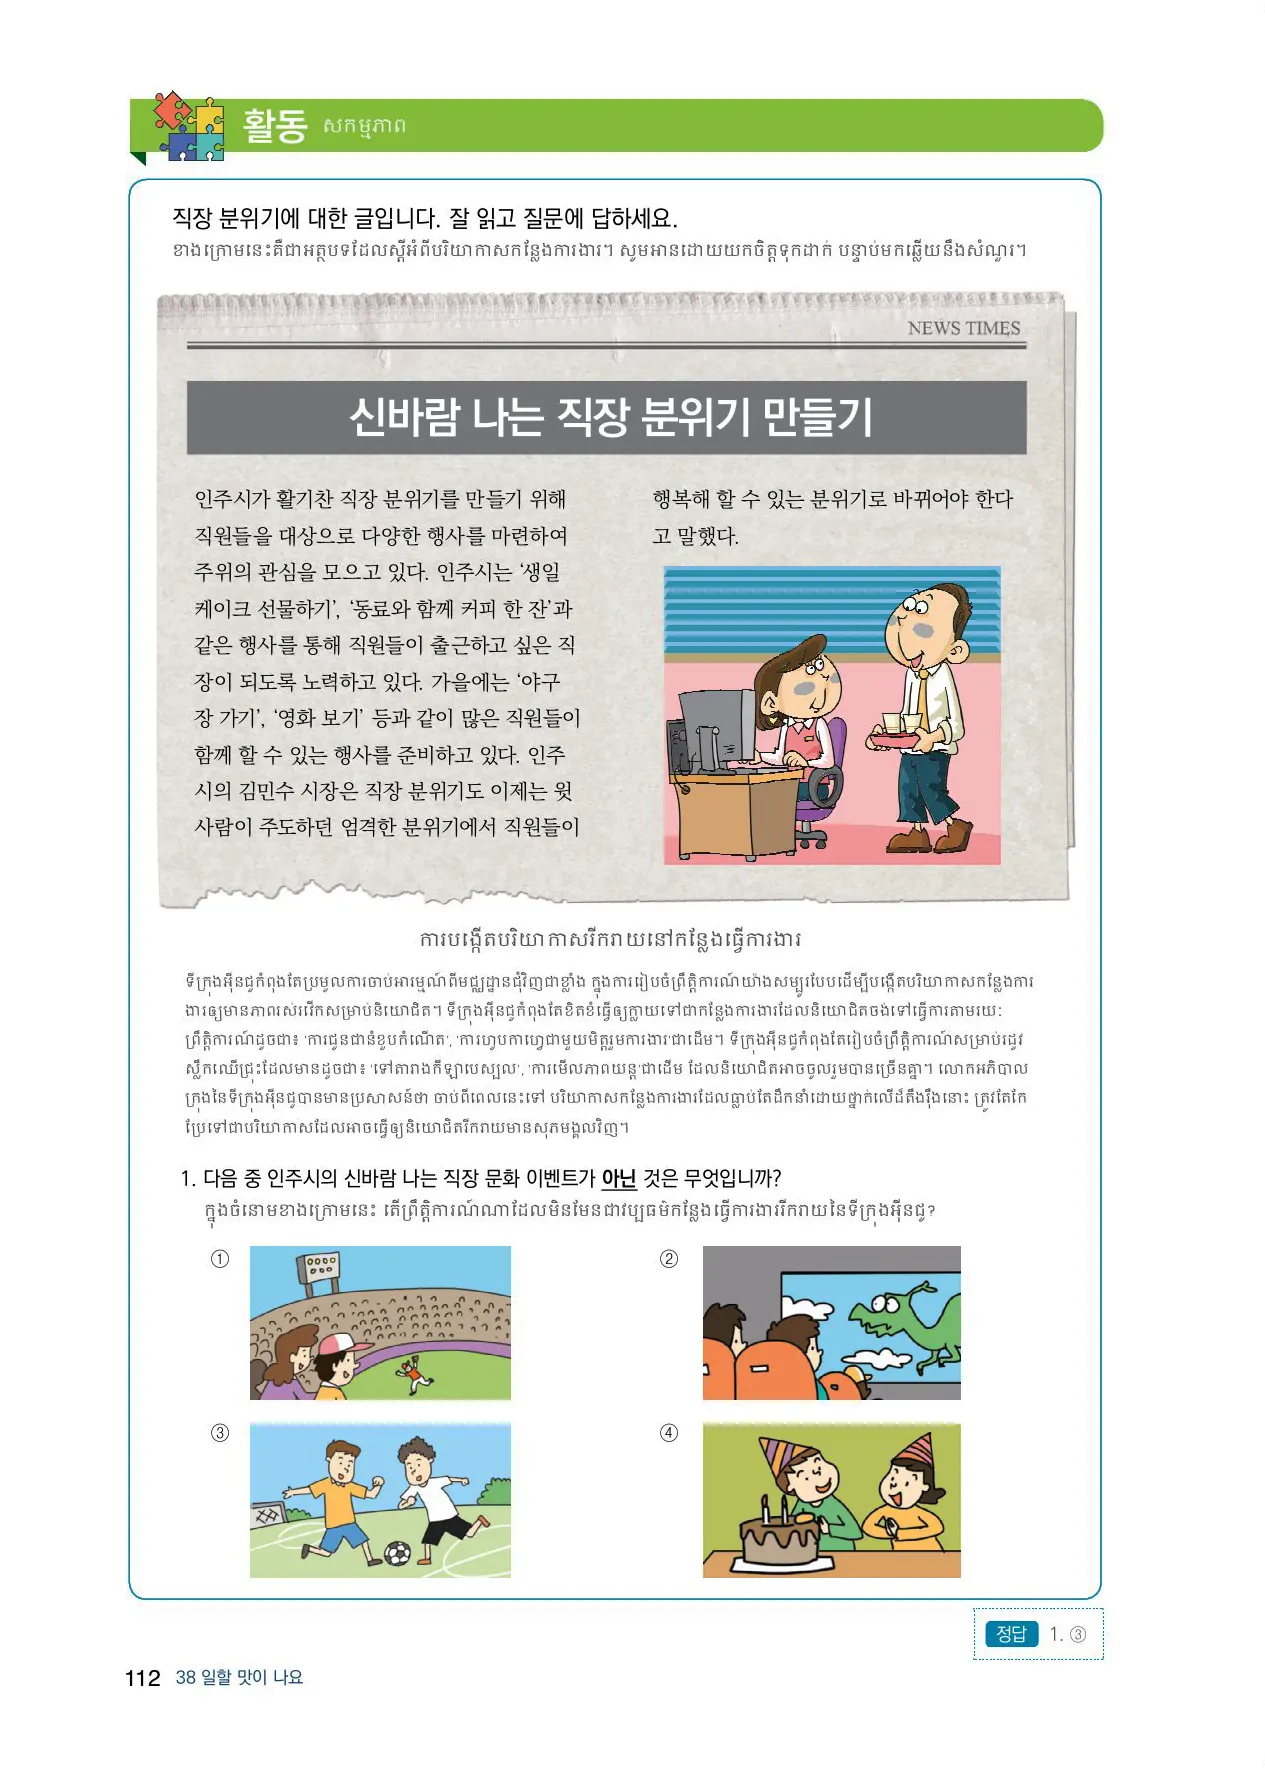 활동 សកម្មភាព
직장 분위기에 대한 글입니다. 잘 읽고 질문에 답하세요.
ខាងក្រោមនេះគឺជាអត្ថបទដែលស្តីអំពីបរិយាកាសកន្លែងការងារ។ សូមអានដោយយកចិត្តទុកដាក់ បន្ទាប់មកឆ្លើយនឹងសំណួរ។
NEWS TIMES
신바람 나는 직장 분위기 만들기
인주시가 활기찬 직장 분위기를 만들기 위해
직원들을 대상으로 다양한 행사를 마련하여
주위의 관심을 모으고 있다. 인주시는 ‘생일
케이크 선물하기’, ‘동료와 함께 커피 한 잔’과
같은 행사를 통해 직원들이 출근하고 싶은 직
장이 되도록 노력하고 있다. 가을에는 ‘야구
장 가기’, ‘영화 보기’ 등과 같이 많은 직원들이
함께 할 수 있는 행사를 준비하고 있다. 인주
시의 김민수 시장은 직장 분위기도 이제는 윗
사람이 주도하던 엄격한 분위기에서 직원들이
행복해 할 수 있는 분위기로 바뀌어야 한다
고 말했다.
ការបង្កើតបរិយាកាសរីករាយនៅកន្លែងធ្វើការងារ
ទីក្រុងអ៊ីនជូកំពុងតែប្រមូលការចាប់អារម្មណ៍ពីមជ្ឈដ្ឋានជុំវិញជាខ្លាំង ក្នុងការរៀបចំព្រឹត្តិការណ៍យ៉ាងសម្បូរបែបដើម្បីបង្កើតបរិយាកាសកន្លែងការ
ងារឲ្យមានភាពរស់រវើកសម្រាប់និយោជិត។ ទីក្រុងអ៊ីនជូកំពុងតែខិតខំធ្វើឲ្យក្លាយទៅជាកន្លែងការងារដែលនិយោជិតចង់ទៅធ្វើការតាមរយៈ
ព្រឹត្តិការណ៍ដូចជា៖ ‘ការជូនជានំខួបកំណើត’, ‘ការហូបកាហ្វេជាមួយមិត្តរួមការងារ’ជាដើម។ ទីក្រុងអ៊ីនជូកំពុងតែរៀបចំព្រឹត្តិការណ៍សម្រាប់រដូវ
ស្លឹកឈើជ្រុះដែលមានដូចជា៖ ‘ទៅតារាងកីឡាបេស្បល’, ‘ការមើលភាពយន្ត’ជាដើម ដែលនិយោជិតអាចចូលរួមបានច្រើនគ្នា។ លោកអភិបាល
ក្រុងនៃទីក្រុងអ៊ីនជូបានមានប្រសាសន៍ថា ចាប់ពីពេលនេះទៅ បរិយាកាសកន្លែងការងារដែលធ្លាប់តែដឹកនាំដោយថ្នាក់លើដ៏តឹងរ៉ឹងនោះ ត្រូវតែកែ
ប្រែទៅជាបរិយាកាសដែលអាចធ្វើឲ្យនិយោជិតរីករាយមានសុភមង្គលវិញ។
1. 다음 중 인주시의 신바람 나는 직장 문화 이벤트가 아닌 것은 무엇입니까?
ក្នុងចំនោមខាងក្រោមនេះ តើព្រឹត្តិការណ៍ណាដែលមិនមែនជាវប្បធម៌កន្លែងធ្វើការងាររីករាយនៃទីក្រុងអ៊ីនជូ?
① ②
③ ④
정답 1. ③
112 38 일할 맛이 나요